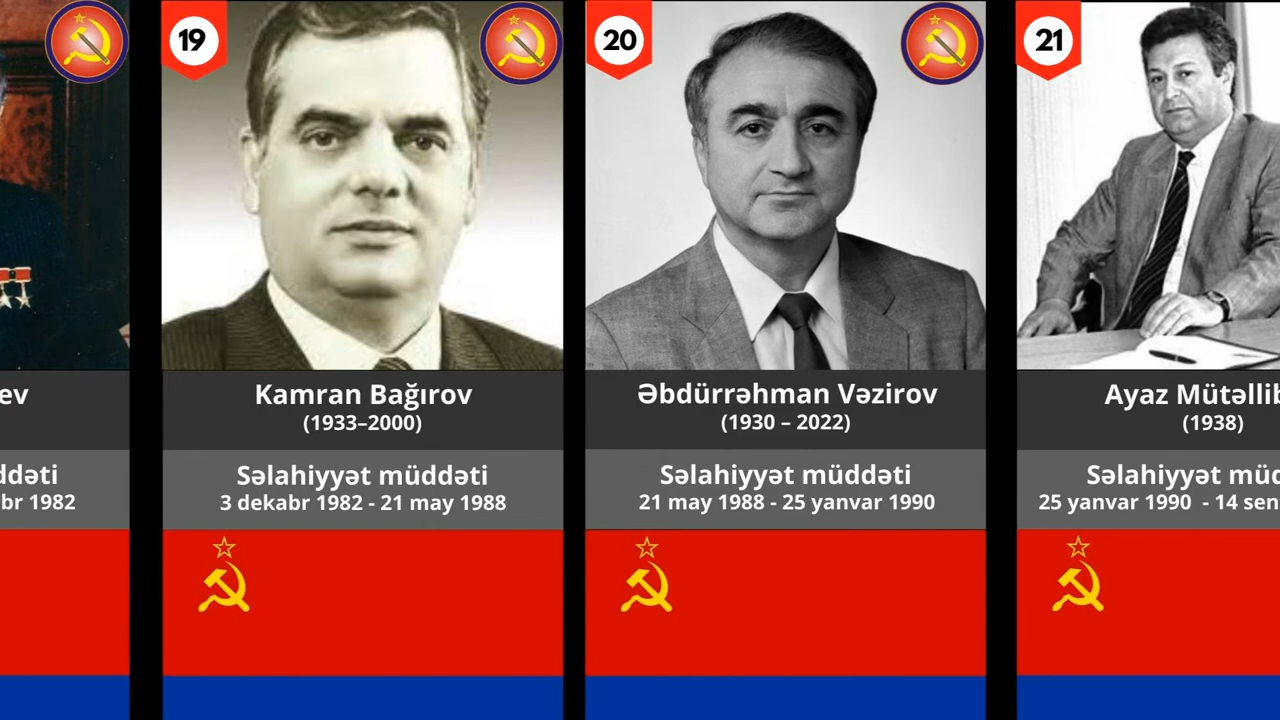 ev
ddəti
br 1982
19
Kamran Bağırov
(1933–2000)
Səlahiyyət müddəti
3 dekabr 1982 - 21 may 1988
20
Əbdürrəhman Vəzirov
(1930 – 2022)
Səlahiyyət müddəti
21 may 1988 - 25 yanvar 1990
21
Ayaz Mütəllib
(1938)
Səlahiyyət müd
25 yanvar 1990 - 14 sen